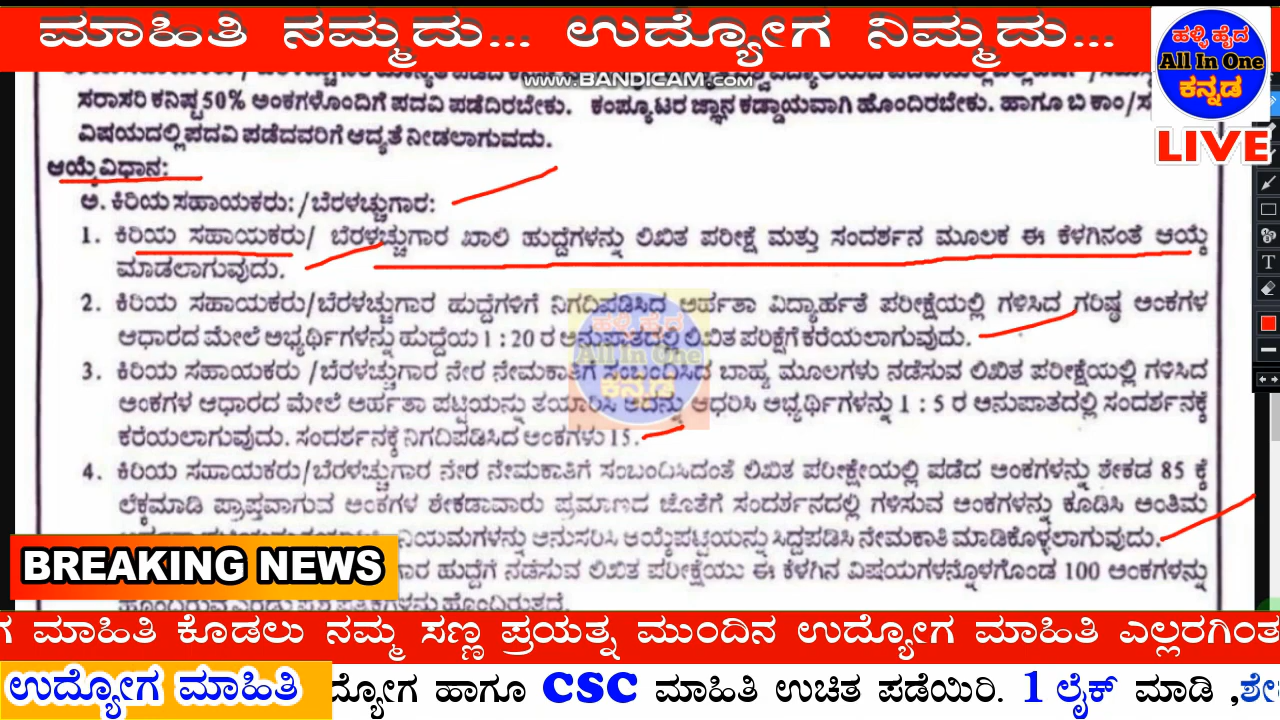 ಮಾಹಿತಿ ನಮ್ಮದು... ಉದ್ಯೋಗ ನಿಮ್ಮದು...
ಹಳ್ಳಿ ಹೈದ
All In One
ಕನ್ನಡ
LIVE
WWW.BANDICAM.COM
ಸರಾಸರಿ ಕನಿಷ್ಟ 50% ಅಂಕಗಳೊಂದಿಗೆ ಪದವಿ ಪಡೆದಿರಬೇಕು. ಕಂಪ್ಯೂಟರ ಜ್ಞಾನ ಕಡ್ಡಾಯವಾಗಿ ಹೊಂದಿರಬೇಕು. ಹಾಗೂ ಬಿ ಕಾಂ/
ವಿಷಯದಲ್ಲಿ ಪದವಿ ಪಡೆದವರಿಗೆ ಆದ್ಯತೆ ನೀಡಲಾಗುವದು.
ಆಯ್ಕೆ ವಿಧಾನ:
ಅ. ಕಿರಿಯ ಸಹಾಯಕರು: /ಬೆರಳಚ್ಚುಗಾರ:
1. ಕಿರಿಯ ಸಹಾಯಕರು/ ಬೆರಳಚ್ಚುಗಾರ ಖಾಲಿ ಹುದ್ದೆಗಳನ್ನು ಲಿಖಿತ ಪರೀಕ್ಷೆ ಮತ್ತು ಸಂದರ್ಶನ ಮೂಲಕ ಈ ಕೆಳಗಿನಂತೆ ಆಯ್ಕೆ
ಮಾಡಲಾಗುವುದು.
2. ಕಿರಿಯ ಸಹಾಯಕರು/ಬೆರಳಚ್ಚುಗಾರ ಹುದ್ದೆಗಳಿಗೆ ನಿಗದಿಪಡಿಸಿದ ಅರ್ಹತಾ ವಿದ್ಯಾರ್ಹತೆ ಪರೀಕ್ಷೆಯಲ್ಲಿ ಗಳಿಸಿದ ಗರಿಷ್ಠ ಅಂಕಗಳ
ಆಧಾರದ ಮೇಲೆ ಅಭ್ಯರ್ಥಿಗಳನ್ನು ಹುದ್ದೆಯ 1 : 20 ರ ಅನುಪಾತದಲ್ಲಿ ಲಿಖಿತ ಪರಿಕ್ಷೆಗೆ ಕರೆಯಲಾಗುವುದು.
3. ಕಿರಿಯ ಸಹಾಯಕರು /ಬೆರಳಚ್ಚುಗಾರ ನೇರ ನೇಮಕಾತಿಗೆ ಸಂಬಂದಿಸಿದ ಬಾಹ್ಯ ಮೂಲಗಳು ನಡೆಸುವ ಲಿಖಿತ ಪರೀಕ್ಷೆಯಲ್ಲಿ ಗಳಿಸಿದ
ಅಂಕಗಳ ಆಧಾರದ ಮೇಲೆ ಅರ್ಹತಾ ಪಟ್ಟಿಯನ್ನು ತಯಾರಿಸಿ ಅದನ್ನು ಆಧರಿಸಿ ಅಭ್ಯರ್ಥಿಗಳನ್ನು 1 : 5 ರ ಅನುಪಾತದಲ್ಲಿ ಸಂದರ್ಶನಕ್ಕೆ
ಕರೆಯಲಾಗುವುದು. ಸಂದರ್ಶನಕ್ಕೆ ನಿಗದಿಪಡಿಸಿದ ಅಂಕಗಳು 15.
ಹಳ್ಳಿ ಹೈದ
All In One
ಕನ್ನಡ
4. ಕಿರಿಯ ಸಹಾಯಕರು/ಬೆರಳಚ್ಚುಗಾರ ನೇರ ನೇಮಕಾತಿಗೆ ಸಂಬಂದಿಸಿದಂತೆ ಲಿಖಿತ ಪರೀಕ್ಷೇಯಲ್ಲಿ ಪಡೆದ ಅಂಕಗಳನ್ನು ಶೇಕಡ 85 ಕ್ಕೆ
ಲೆಕ್ಕಮಾಡಿ ಪ್ರಾಪ್ತವಾಗುವ ಅಂಕಗಳ ಶೇಕಡಾವಾರು ಪ್ರಮಾಣದ ಜೊತೆಗೆ ಸಂದರ್ಶನದಲ್ಲಿ ಗಳಿಸುವ ಅಂಕಗಳನ್ನು ಕೂಡಿಸಿ ಅಂತಿಮ
ನಿಯಮಗಳನ್ನು ಅನುಸರಿಸಿ ಆಯ್ಕೆಪಟ್ಟಿಯನ್ನು ಸಿದ್ದಪಡಿಸಿ ನೇಮಕಾತಿ ಮಾಡಿಕೊಳ್ಳಲಾಗುವುದು.
ಹುದ್ದೆಗೆ ನಡೆಸುವ ಲಿಖಿತ ಪರೀಕ್ಷೆಯು ಈ ಕೆಳಗಿನ ವಿಷಯಗಳನ್ನೊಳಗೊಂಡ 100 ಅಂಕಗಳನ್ನು
BREAKING NEWS
ಮಾಹಿತಿ ಕೊಡಲು ನಮ್ಮ ಸಣ್ಣ ಪ್ರಯತ್ನ ಮುಂದಿನ ಉದ್ಯೋಗ ಮಾಹಿತಿ ಎಲ್ಲರಗಿಂತ
ಉದ್ಯೋಗ ಮಾಹಿತಿ ದ್ಯೋಗ ಹಾಗೂ CSC ಮಾಹಿತಿ ಉಚಿತ ಪಡೆಯಿರಿ. 1 ಲೈಕ್ ಮಾಡಿ ,ಶೇ